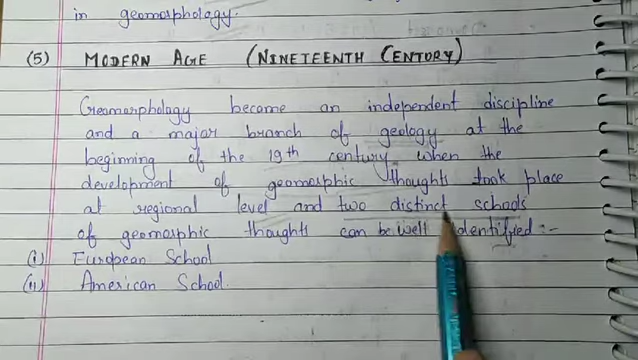 in geomorphology.
(5) MODERN AGE (NINETEENTH CENTORY)
Geomorphology became an independent discipline
and a major branch of geology at the
beginning of the 19th century when the
development of geomorphic thoughts took place
at regional level and two distinct schools
of geomorphic thoughts can be well identified :-
(i) European School
(ii) American School.